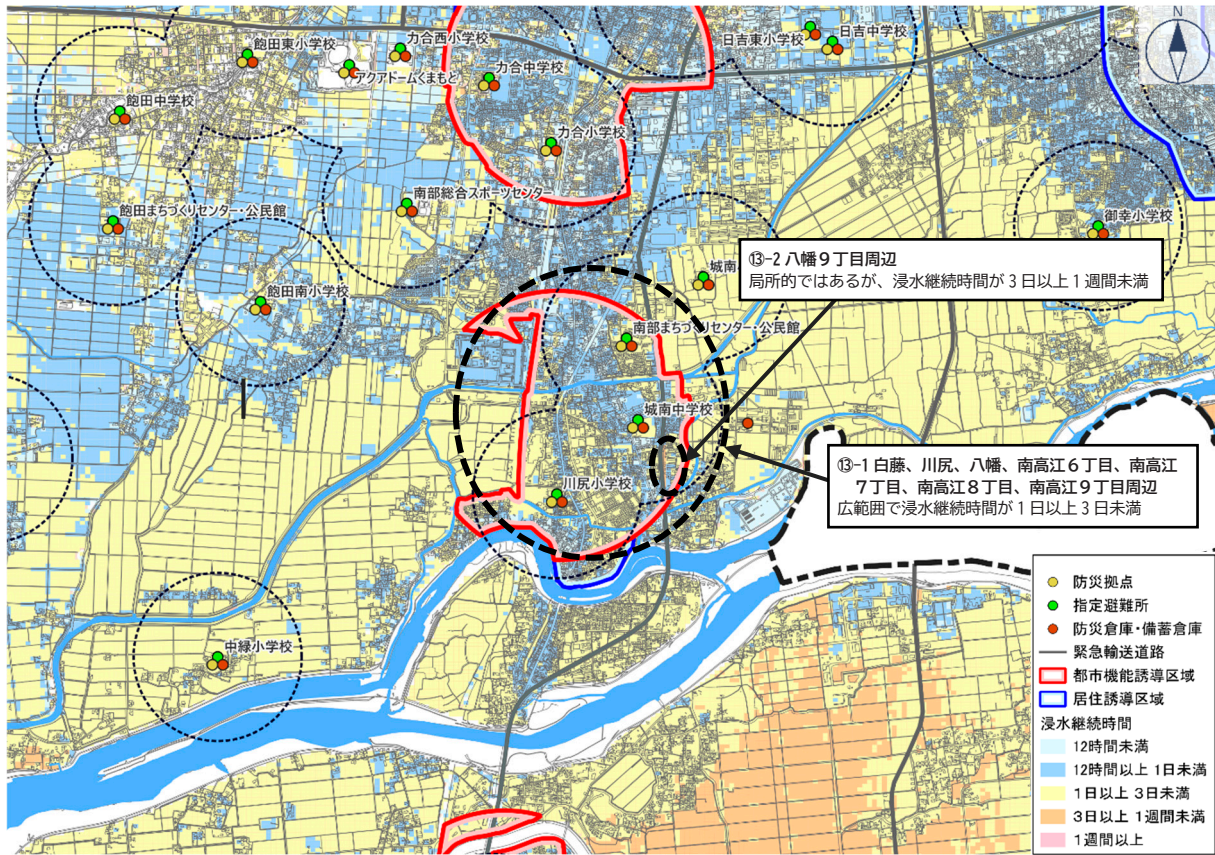 N
飽田東小学校
力合西小学校
アクアドームくまもと
力合中学校
日吉東小学校
日吉中学校
飽田中学校
力合小学校
南部総合スポーツセンター
飽田まちづくりセンター・公民館
御幸小学校
飽田南小学校
城南
⑬-2 八幡9丁目周辺
局所的ではあるが、浸水継続時間が3日以上1週間未満
南部まちづくりセンター・公民館
城南中学校
⑬-1 白藤、川尻、八幡、南高江6丁目、南高江
7丁目、南高江8丁目、南高江9丁目周辺
広範囲で浸水継続時間が1日以上3日未満
川尻小学校
中緑小学校
防災拠点
指定避難所
防災倉庫・備蓄倉庫
緊急輸送道路
都市機能誘導区域
居住誘導区域
浸水継続時間
12時間未満
12時間以上 1日未満
1日以上 3日未満
3日以上 1週間未満
1週間以上